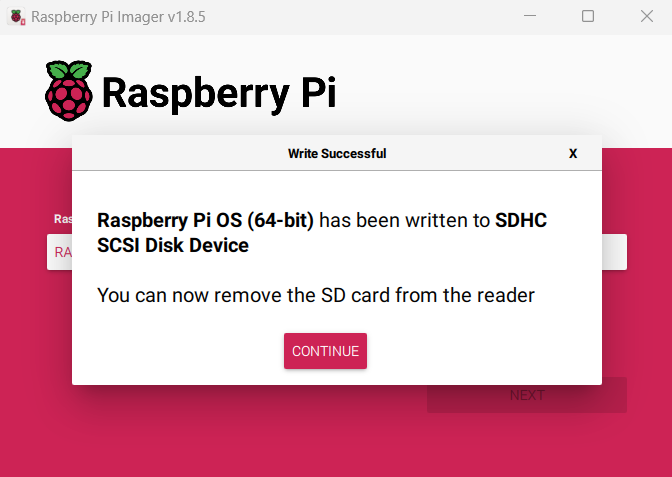 Raspberry Pi Imager v1.8.5
Raspberry Pi
Write Successful
X
Ras
RA
Raspberry Pi OS (64-bit) has been written to SDHC
SCSI Disk Device
You can now remove the SD card from the reader
CONTINUE
NEXT